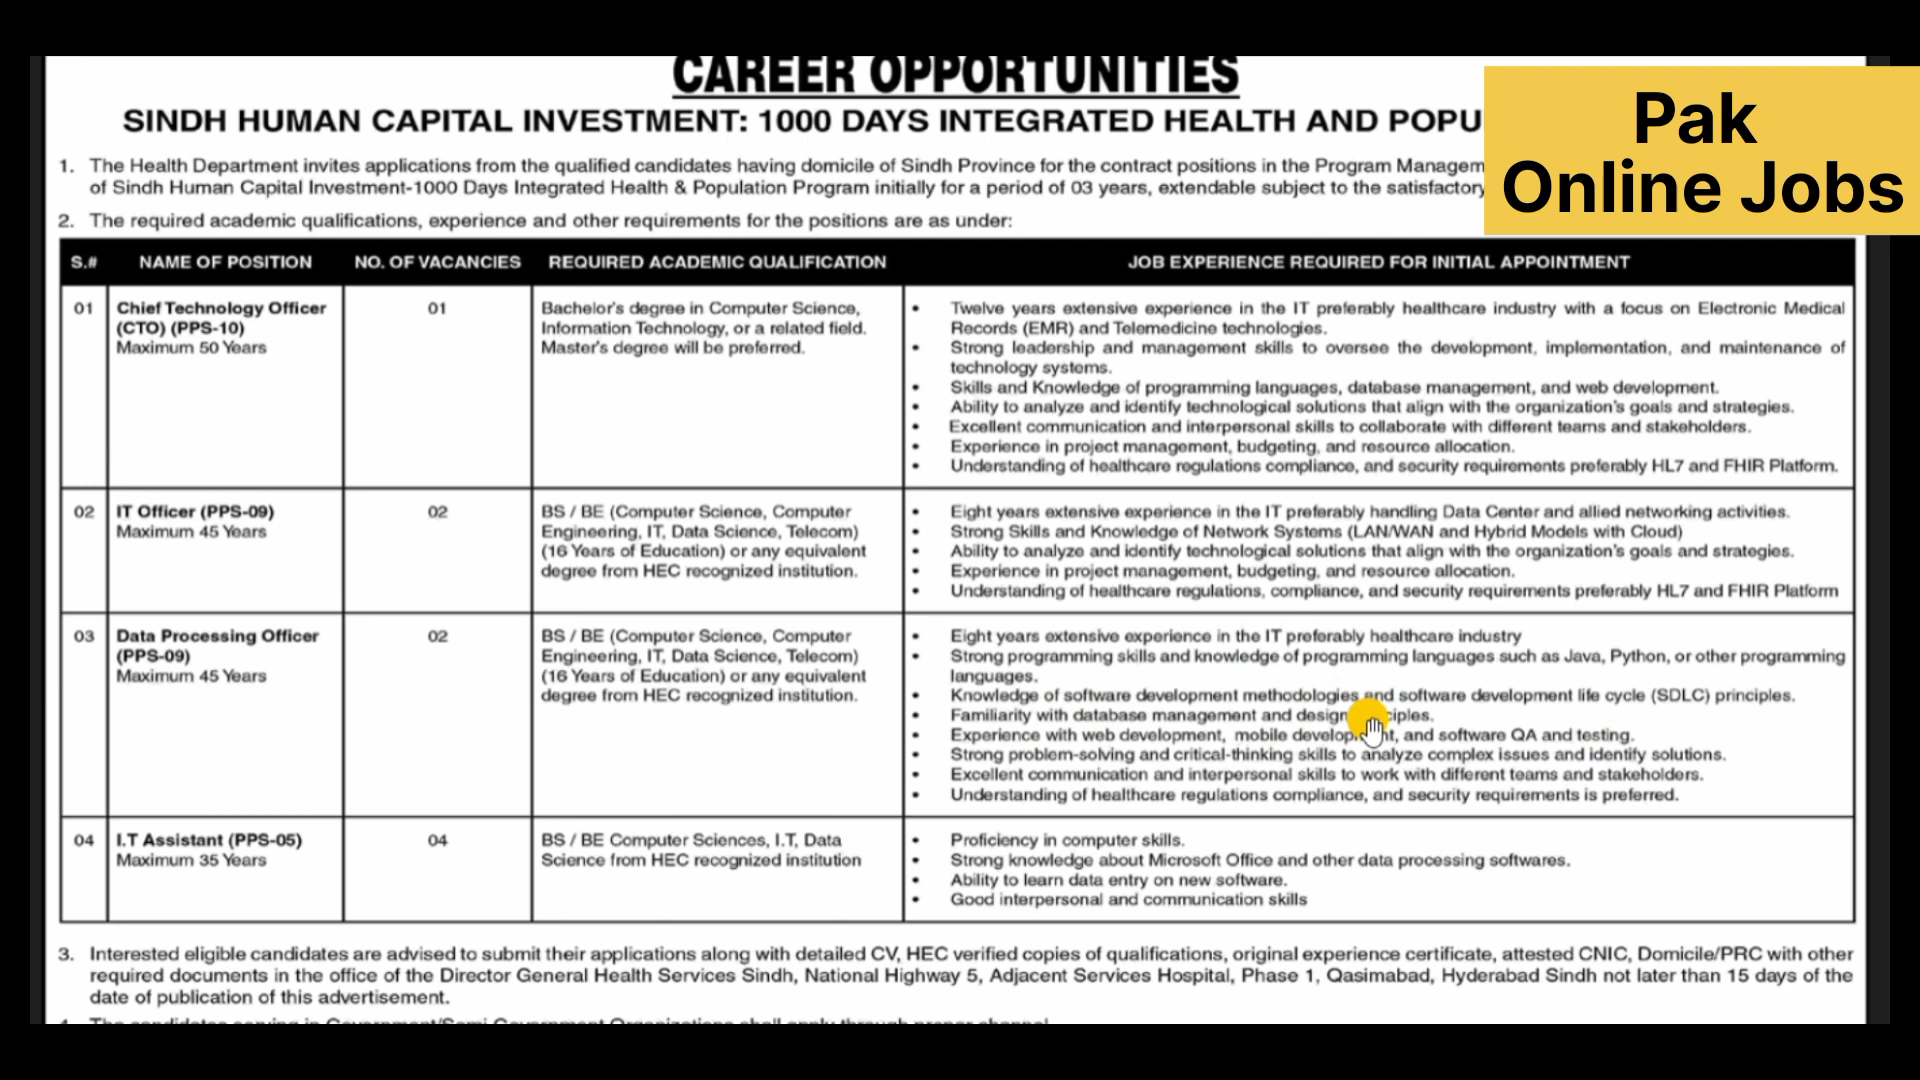 CAREER OPPORTUNITIES
Pak
Online Jobs
SINDH HUMAN CAPITAL INVESTMENT: 1000 DAYS INTEGRATED HEALTH AND POPU
1. The Health Department invites applications from the qualified candidates having domicile of Sindh Province for the contract positions in the Program Managem
of Sindh Human Capital Investment-1000 Days Integrated Health & Population Program initially for a period of 03 years, extendable subject to the satisfactory
2. The required academic qualifications, experience and other requirements for the positions are as under:
S.# NAME OF POSITION NO. OF VACANCIES REQUIRED ACADEMIC QUALIFICATION JOB EXPERIENCE REQUIRED FOR INITIAL APPOINTMENT
01 Chief Technology Officer
(CTO) (PPS-10)
Maximum 50 Years
01
Bachelor's degree in Computer Science,
Information Technology, or a related field.
Master's degree will be preferred.
• Twelve years extensive experience in the IT preferably healthcare industry with a focus on Electronic Medical
Records (EMR) and Telemedicine technologies.
• Strong leadership and management skills to oversee the development, implementation, and maintenance of
technology systems.
• Skills and Knowledge of programming languages, database management, and web development.
• Ability to analyze and identify technological solutions that align with the organization's goals and strategies.
• Excellent communication and interpersonal skills to collaborate with different teams and stakeholders.
• Experience in project management, budgeting, and resource allocation.
• Understanding of healthcare regulations compliance, and security requirements preferably HL7 and FHIR Platform.
02 IT Officer (PPS-09)
Maximum 45 Years
02
BS / BE (Computer Science, Computer
Engineering, IT, Data Science, Telecom)
(16 Years of Education) or any equivalent
degree from HEC recognized institution.
• Eight years extensive experience in the IT preferably handling Data Center and allied networking activities.
• Strong Skills and Knowledge of Network Systems (LAN/WAN and Hybrid Models with Cloud)
• Ability to analyze and identify technological solutions that align with the organization's goals and strategies.
• Experience in project management, budgeting, and resource allocation.
• Understanding of healthcare regulations, compliance, and security requirements preferably HL7 and FHIR Platform
03 Data Processing Officer
(PPS-09)
Maximum 45 Years
02
BS / BE (Computer Science, Computer
Engineering, IT, Data Science, Telecom)
(16 Years of Education) or any equivalent
degree from HEC recognized institution.
• Eight years extensive experience in the IT preferably healthcare industry
• Strong programming skills and knowledge of programming languages such as Java, Python, or other programming
languages.
• Knowledge of software development methodologies and software development life cycle (SDLC) principles.
• Familiarity with database management and design ciples.
• Experience with web development, mobile develop t, and software QA and testing.
• Strong problem-solving and critical-thinking skills to analyze complex issues and identify solutions.
• Excellent communication and interpersonal skills to work with different teams and stakeholders.
• Understanding of healthcare regulations compliance, and security requirements is preferred.
04 I.T Assistant (PPS-05)
Maximum 35 Years
04
BS / BE Computer Sciences, I.T, Data
Science from HEC recognized institution
• Proficiency in computer skills.
• Strong knowledge about Microsoft Office and other data processing softwares.
• Ability to learn data entry on new software.
• Good interpersonal and communication skills
3. Interested eligible candidates are advised to submit their applications along with detailed CV, HEC verified copies of qualifications, original experience certificate, attested CNIC, Domicile/PRC with other
required documents in the office of the Director General Health Services Sindh, National Highway 5, Adjacent Services Hospital, Phase 1, Qasimabad, Hyderabad Sindh not later than 15 days of the
date of publication of this advertisement.